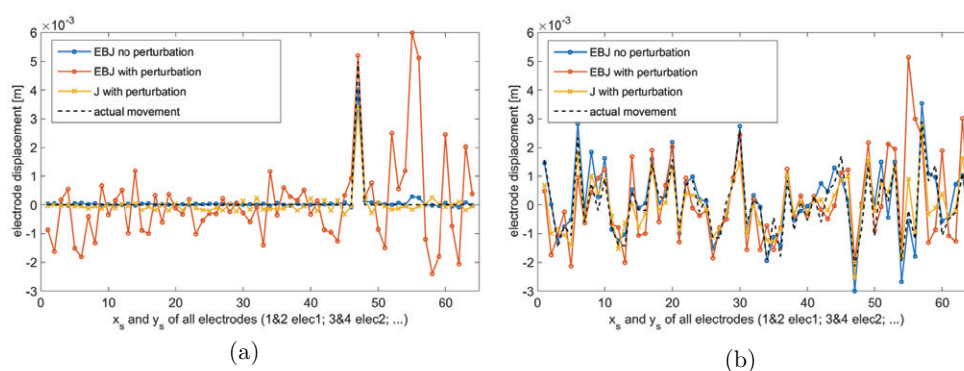 ×10⁻³
6
5
4
3
2
1
0
-1
-2
-3
electrode displacement [m]
EBJ no perturbation
EBJ with perturbation
J with perturbation
actual movement
0 10 20 30 40 50 60
x_s and y_s of all electrodes (1&2 elec1; 3&4 elec2; ...)
(a)
×10⁻³
6
5
4
3
2
1
0
-1
-2
-3
electrode displacement [m]
EBJ no perturbation
EBJ with perturbation
J with perturbation
actual movement
0 10 20 30 40 50 60
x_s and y_s of all electrodes (1&2 elec1; 3&4 elec2; ...)
(b)